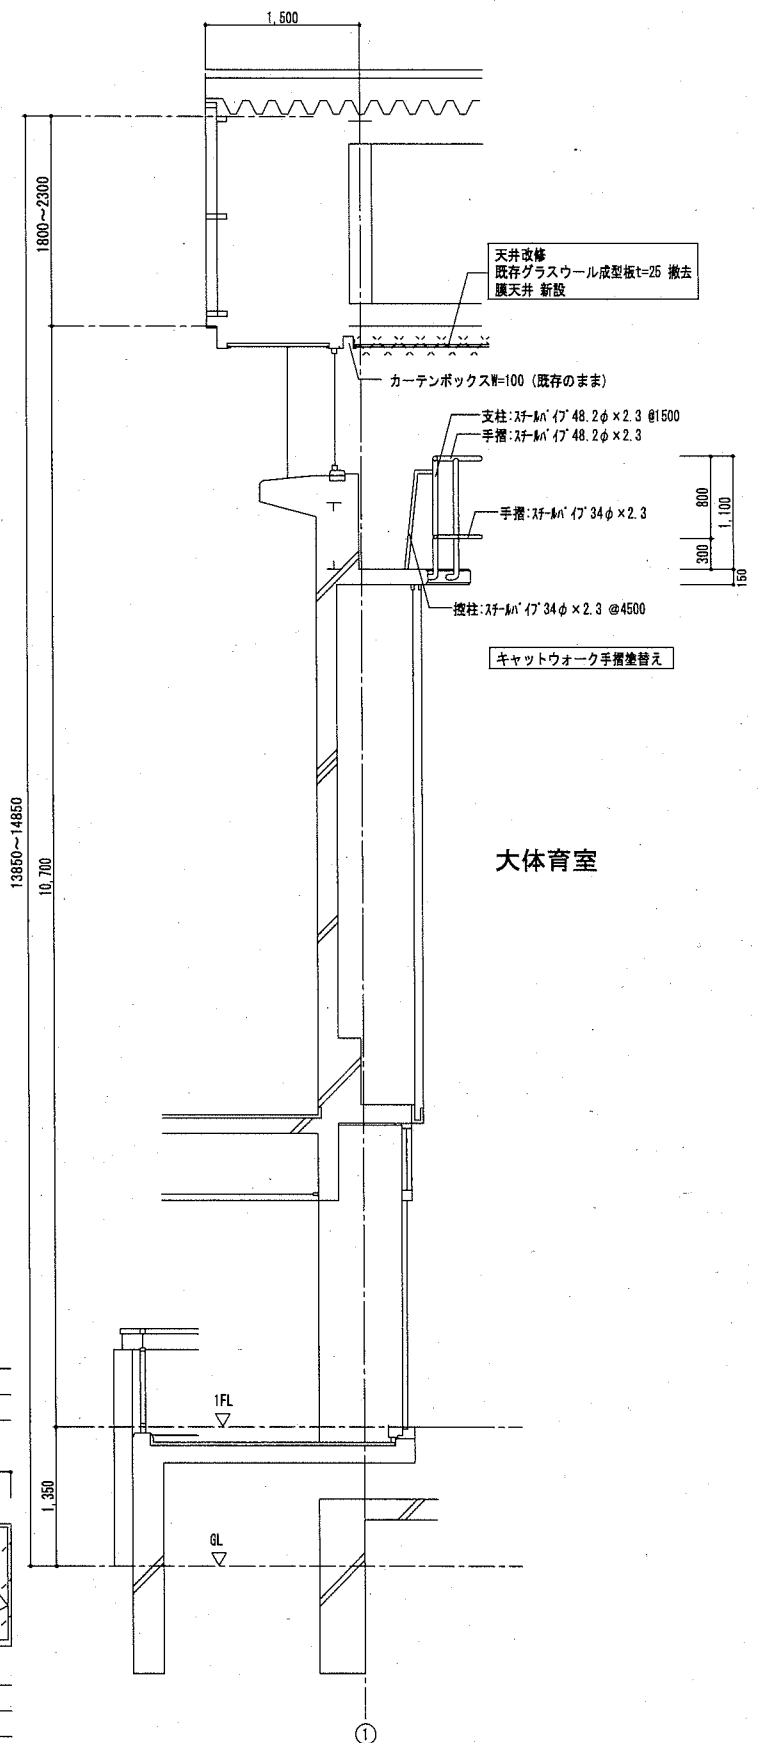 1,500
1800〜2300
天井改修
既存グラスウール成型板t=25 撤去
膜天井 新設
カーテンボックスW=100 (既存のまま)
支柱:スチールパイプ48.2φ×2.3 @1500
手摺:スチールパイプ48.2φ×2.3
手摺:スチールパイプ34φ×2.3
800
1,100
300
150
控柱:スチールパイプ34φ×2.3 @4500
キャットウォーク手摺塗替え
13850〜14850
10,700
大体育室
1FL
1,350
GL
1